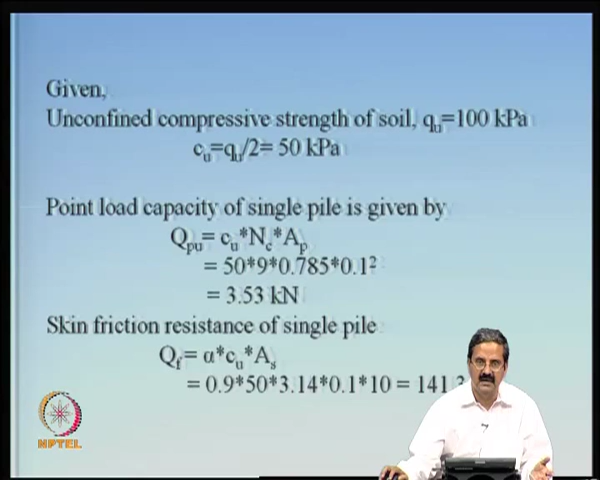 Given,
Unconfined compressive strength of soil, qu=100 kPa
cu=qu/2= 50 kPa
Point load capacity of single pile is given by
Qpu= cu*Nc*Ap
= 50*9*0.785*0.1²
= 3.53 kN
Skin friction resistance of single pile
Qf= α*cu*As
= 0.9*50*3.14*0.1*10 = 141
NPTEL